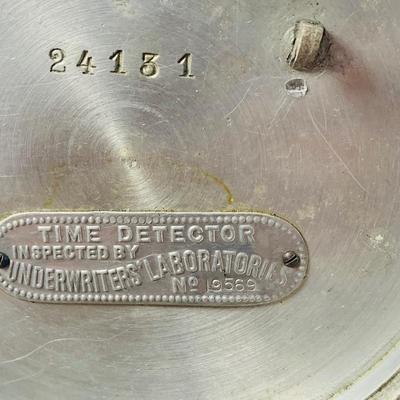 24131
TIME DETECTOR
INSPECTED BY
UNDERWRITERS' LABORATORIES
No 19569